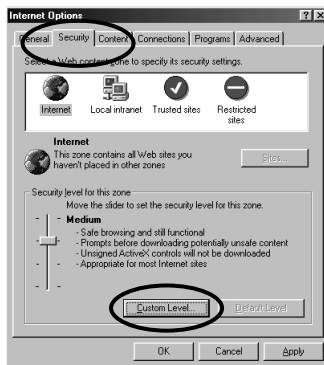 Internet Options
General Security Content Connections Programs Advanced
Select a Web content zone to specify its security settings.
Internet Local intranet Trusted sites Restricted
sites
Internet
This zone contains all Web sites you
haven't placed in other zones
Sites...
Security level for this zone
Move the slider to set the security level for this zone.
Medium
- Safe browsing and still functional
- Prompts before downloading potentially unsafe content
- Unsigned ActiveX controls will not be downloaded
- Appropriate for most Internet sites
Custom Level... Default Level
OK Cancel Apply